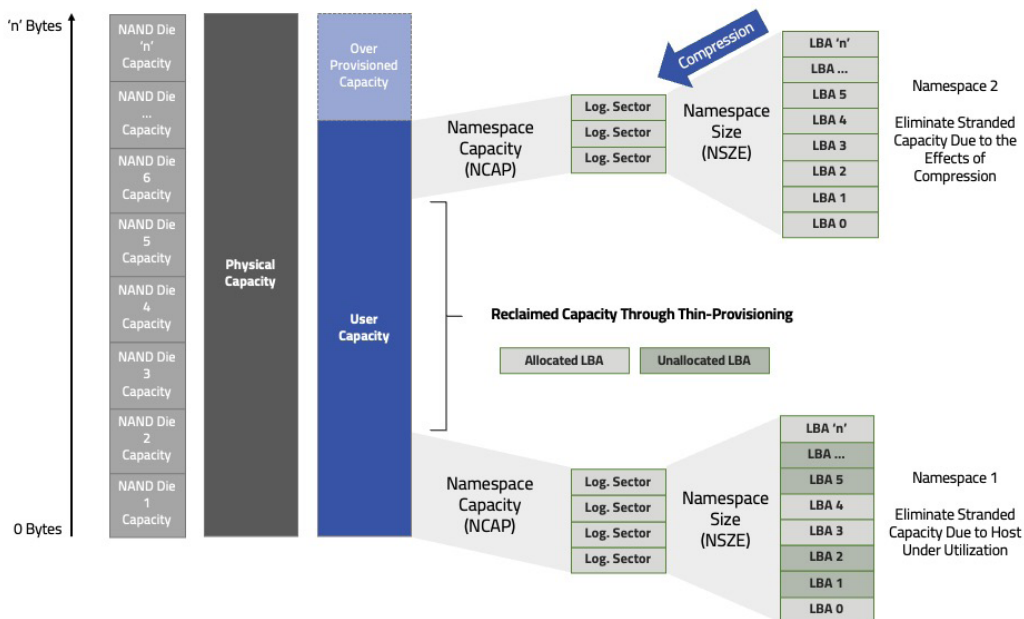 'n' Bytes
0 Bytes
NAND Die
'n'
Capacity
NAND Die
...
Capacity
NAND Die
6
Capacity
NAND Die
5
Capacity
NAND Die
4
Capacity
NAND Die
3
Capacity
NAND Die
2
Capacity
NAND Die
1
Capacity
Physical
Capacity
Over
Provisioned
Capacity
User
Capacity
Namespace
Capacity
(NCAP)
Log. Sector
Log. Sector
Log. Sector
Compression
Namespace
Size
(NSZE)
LBA 'n'
LBA ...
LBA 5
LBA 4
LBA 3
LBA 2
LBA 1
LBA 0
Namespace 2
Eliminate Stranded
Capacity Due to the
Effects of
Compression
Reclaimed Capacity Through Thin-Provisioning
Allocated LBA
Unallocated LBA
Namespace
Capacity
(NCAP)
Log. Sector
Log. Sector
Log. Sector
Log. Sector
Namespace
Size
(NSZE)
LBA 'n'
LBA ...
LBA 5
LBA 4
LBA 3
LBA 2
LBA 1
LBA 0
Namespace 1
Eliminate Stranded
Capacity Due to Host
Under Utilization